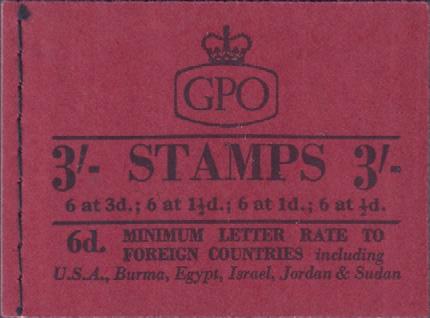 GPO
3/- STAMPS 3/-
6 at 3d.; 6 at 1½d.; 6 at 1d.; 6 at ½d.
6d. MINIMUM LETTER RATE TO
FOREIGN COUNTRIES including
U.S.A., Burma, Egypt, Israel, Jordan & Sudan